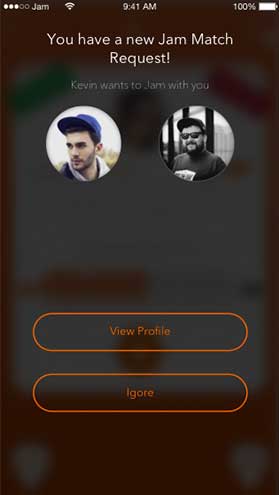 Jam 9:41 AM 100%
You have a new Jam Match
Request!
Kevin wants to Jam with you
View Profile
Igore